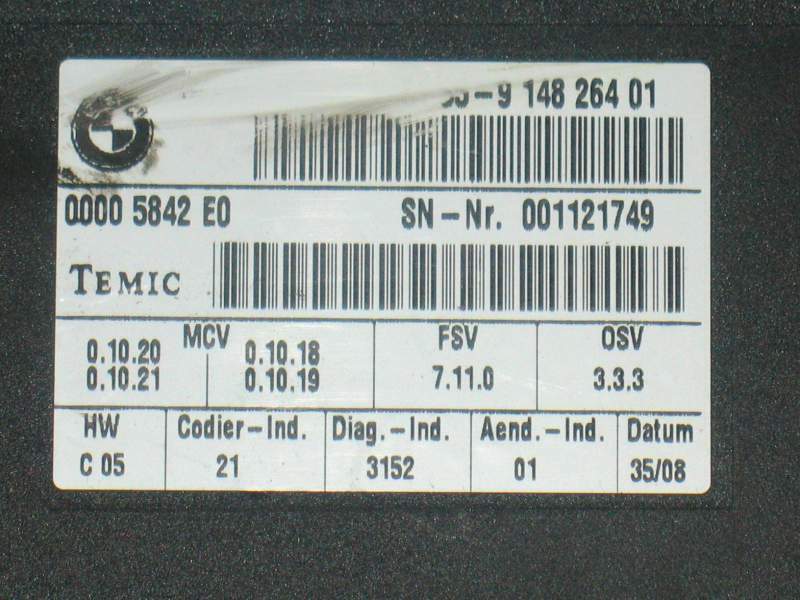 -9 148 264 01
0.000 5842 E0 SN-Nr. 001121749
TEMIC
MCV FSV OSV
0.10.20 0.10.18
0.10.21 0.10.19 7.11.0 3.3.3
HW Codier-Ind. Diag.-Ind. Aend.-Ind. Datum
C 05 21 3152 01 35/08